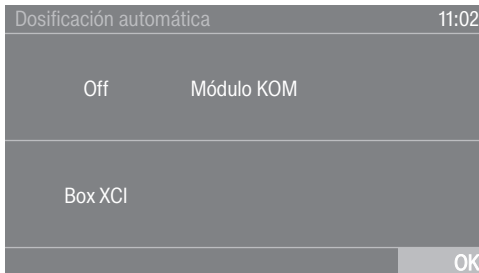 Dosificación automática 11:02
Off Módulo KOM
Box XCI
OK